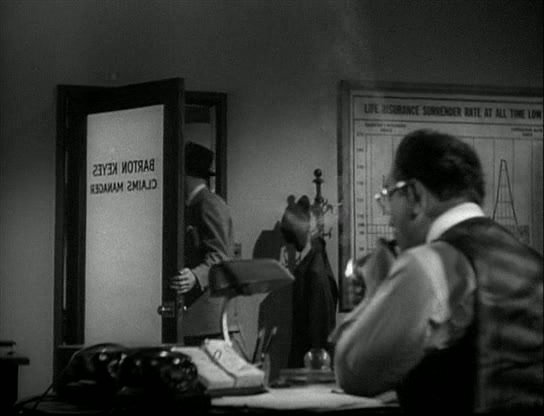 BARTON KEYES
CLAIMS MANAGER
LIFE INSURANCE SURRENDER RATE AT ALL TIME LOW